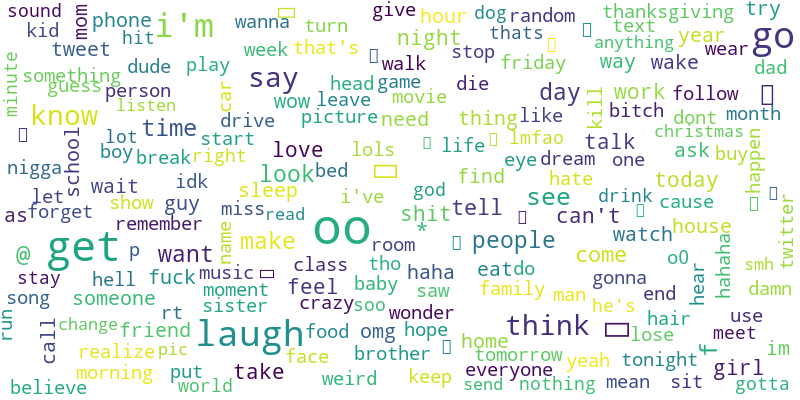 sound mom phone hit i'm wanna turn give hour dog random thanksgiving try
kid tweet that's night thats text year go
minute something dude play week walk stop friday anything wear dad
guess person say head game die way wake
listen car wow leave movie work follow
know time drive picture need thing like day kill bitch dont month
school lot start love lols life lmfao talk christmas
boy break right look bed eye dream one ask buy happen
nigga wait idk sleep i've god find hate today
let show guy miss read shit tell see drink cause
as forget remember name make oo * can't house twitter
@ get p want room people watch
hell fuck music class tho haha eat do come oO hear hahaha smh
stay moment feel baby saw gonna damn
song someone rt sister crazy soo wonder family man he's end use
run change friend laugh food omg hope think hair meet
call realize pic face brother home lose f im
morning put take weird keep tomorrow yeah tonight girl
believe world everyone send nothing mean sit gotta